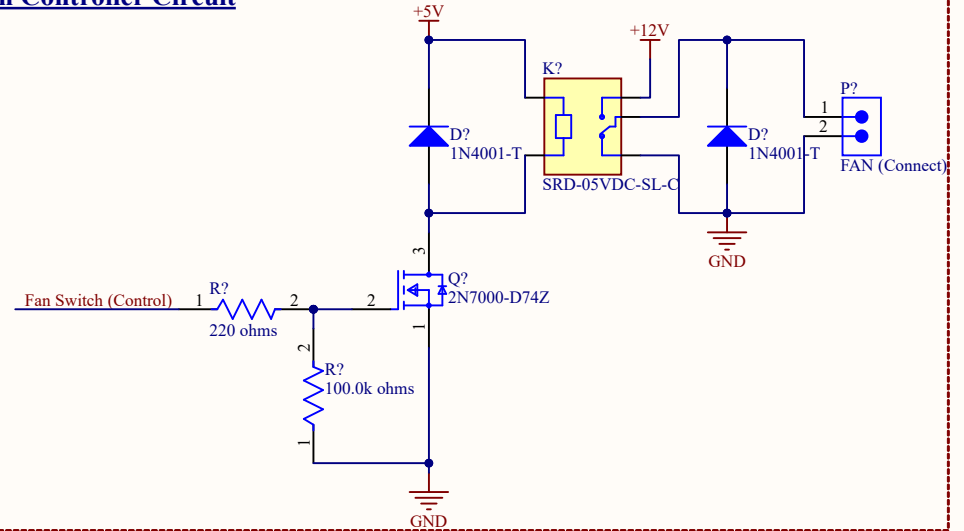 Controller Circuit
+5V
+12V
K?
P?
1
2
D?
1N4001-T
D?
1N4001-T
FAN (Connect)
SRD-05VDC-SL-C
GND
3
Q?
2N7000-D74Z
Fan Switch (Control)
1
R?
2
2
220 ohms
1
2
R?
100.0k ohms
1
GND